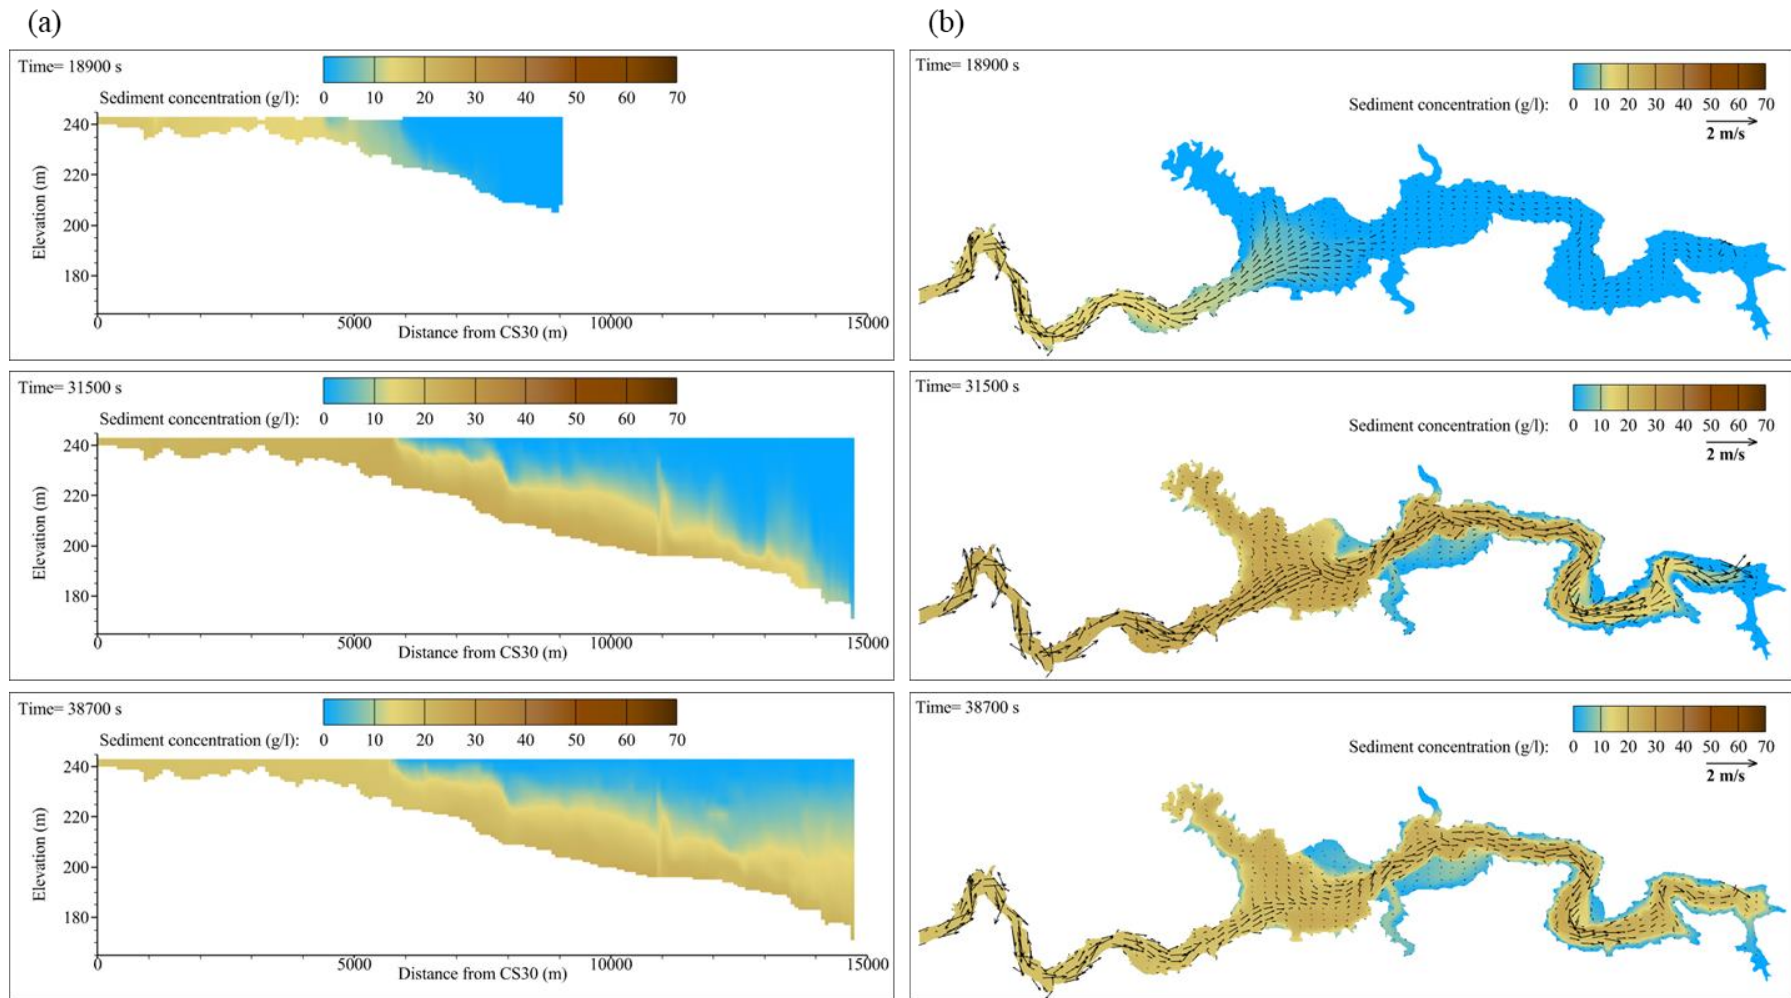 (a)
(b)
Time= 18900 s
Sediment concentration (g/l): 0 10 20 30 40 50 60 70
240
220
200
180
Elevation (m)
0 5000 10000 15000
Distance from CS30 (m)
Time= 18900 s
Sediment concentration (g/l): 0 10 20 30 40 50 60 70
2 m/s
Time= 31500 s
Sediment concentration (g/l): 0 10 20 30 40 50 60 70
240
220
200
180
Elevation (m)
0 5000 10000 15000
Distance from CS30 (m)
Time= 31500 s
Sediment concentration (g/l): 0 10 20 30 40 50 60 70
2 m/s
Time= 38700 s
Sediment concentration (g/l): 0 10 20 30 40 50 60 70
240
220
200
180
Elevation (m)
0 5000 10000 15000
Distance from CS30 (m)
Time= 38700 s
Sediment concentration (g/l): 0 10 20 30 40 50 60 70
2 m/s